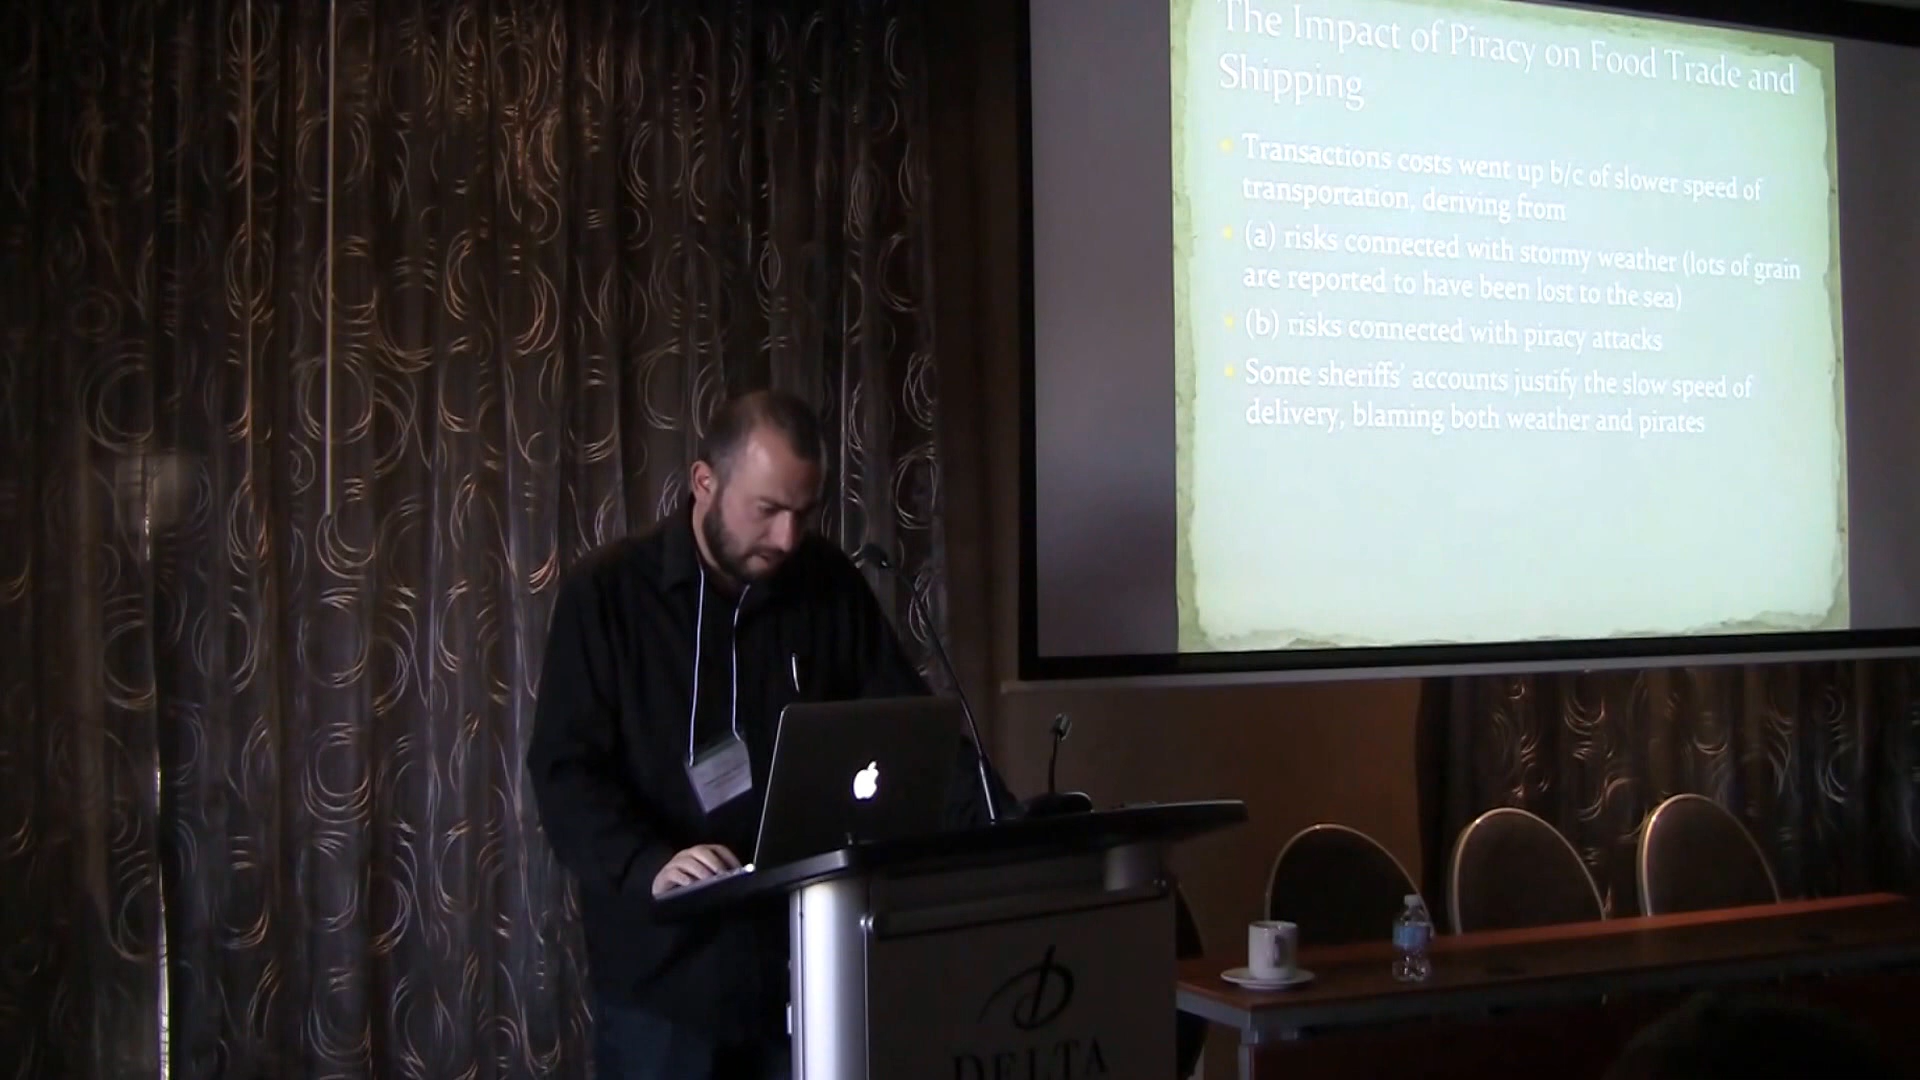 The Impact of Piracy on Food Trade and
Shipping
Transactions costs went up b/c of slower speed of
transportation, deriving from
(a) risks connected with stormy weather (lots of grain
are reported to have been lost to the sea)
(b) risks connected with piracy attacks
Some sheriffs' accounts justify the slow speed of
delivery, blaming both weather and pirates
DELTA